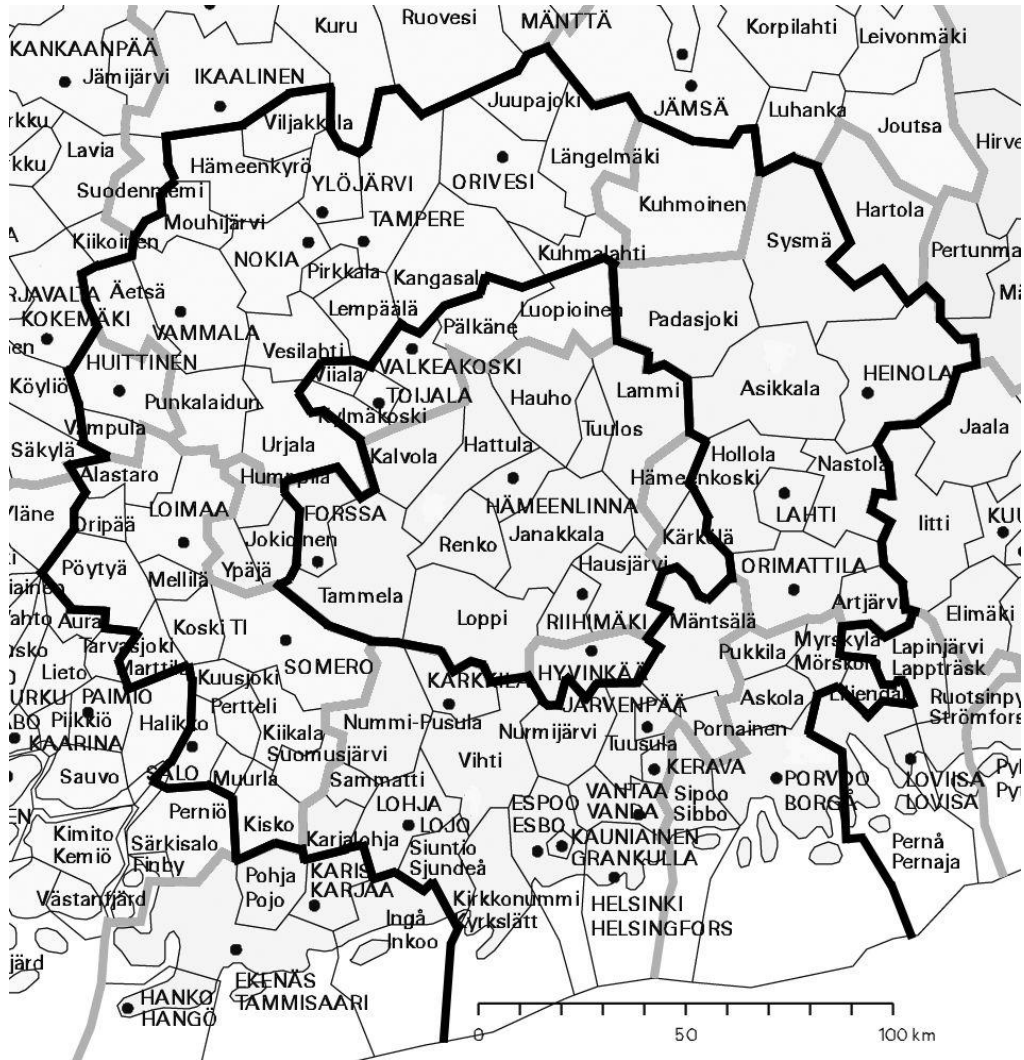 Ruovesi
MÄNTTÄ
Kuru
Korpilahti
Leivonmäki
KANKAANPÄÄ
Jämijärvi
IKAALINEN
JÄMSÄ
Juupajoki
Luhanka
Joutsa
Viljakkala
Lavia
Hämeenkyrö
Längelmäki
Suodenniemi
YLÖJÄRVI
ORIVESI
Kuhmoinen
Hartola
Mouhijärvi
TAMPERE
Sysmä
Kiikoinen
NOKIA
Pirkkala
Kangasala
Kuhmalahti
Pertunmaa
Äetsä
Lempäälä
Luopioinen
KOKEMÄKI
VAMMALA
Pälkäne
Padasjoki
HUITTINEN
Vesilahti
VALKEAKOSKI
Viiala
HEINOLA
Köyliö
TOIJALA
Hauho
Lammi
Asikkala
Punkalaidun
Kylmäkoski
Tuulos
Vampula
Jaala
Säkylä
Urjala
Kalvola
Hattula
Hollola
Nastola
Alastaro
Humppila
Hämeenkoski
LOIMAA
FORSSA
HÄMEENLINNA
LAHTI
Iitti
Oripää
Jokioinen
Renko
Janakkala
Kärkölä
Pöytyä
Mellilä
Ypäjä
Hausjärvi
ORIMATTILA
Tammela
Artjärvi
Elimäki
Aura
Koski Tl
Loppi
RIIHIMÄKI
Mäntsälä
Tarvasjoki
Myrskylä
Lapinjärvi
Lieto
Marttila
SOMERO
Pukkila
Mörskom
Lappträsk
Kuusjoki
KARKKILA
HYVINKÄÄ
PAIMIO
Pertteli
Askola
Liljendal
Piikkiö
Halikko
Nummi-Pusula
JÄRVENPÄÄ
Strömfors
KAARINA
Kiikala
Nurmijärvi
Tuusula
Pornainen
Suomusjärvi
Vihti
KERAVA
Sauvo
SALO
Muurla
Sammatti
PORVOO
BORGÅ
LOVIISA
LOVISA
Perniö
LOHJA
LOJO
ESPOO
ESBO
VANTAA
VANDA
Sipoo
Sibbo
Kimito
Kemiö
Särkisalo
Finby
Kisko
Karjalohja
Siuntio
Sjundeå
KAUNIAINEN
GRANKULLA
Pernå
Pernaja
Västanfjärd
Pohja
Pojo
KARIS
KARJAA
Ingå
Inkoo
Kirkkonummi
Kyrkslätt
HELSINKI
HELSINGFORS
HANKO
HANGÖ
EKENÄS
TAMMISAARI
0 50 100 km